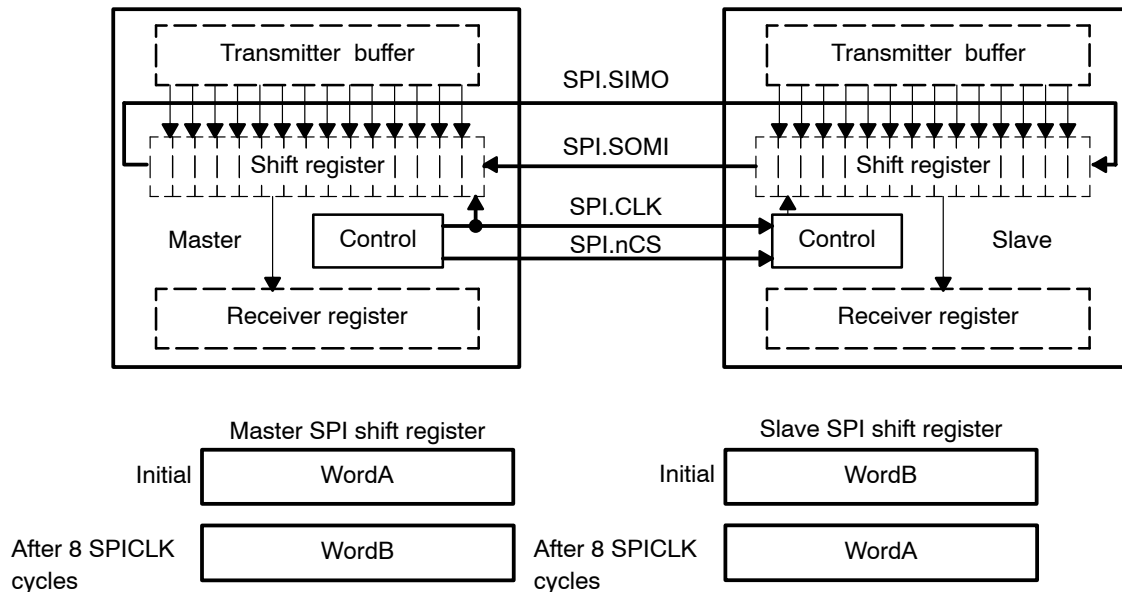 Transmitter buffer
Transmitter buffer
SPI.SIMO
Shift register
SPI.SOMI
Shift register
SPI.CLK
Master
Control
SPI.nCS
Control
Slave
Receiver register
Receiver register
Master SPI shift register
Slave SPI shift register
Initial
WordA
Initial
WordB
After 8 SPICLK
cycles
WordB
After 8 SPICLK
cycles
WordA